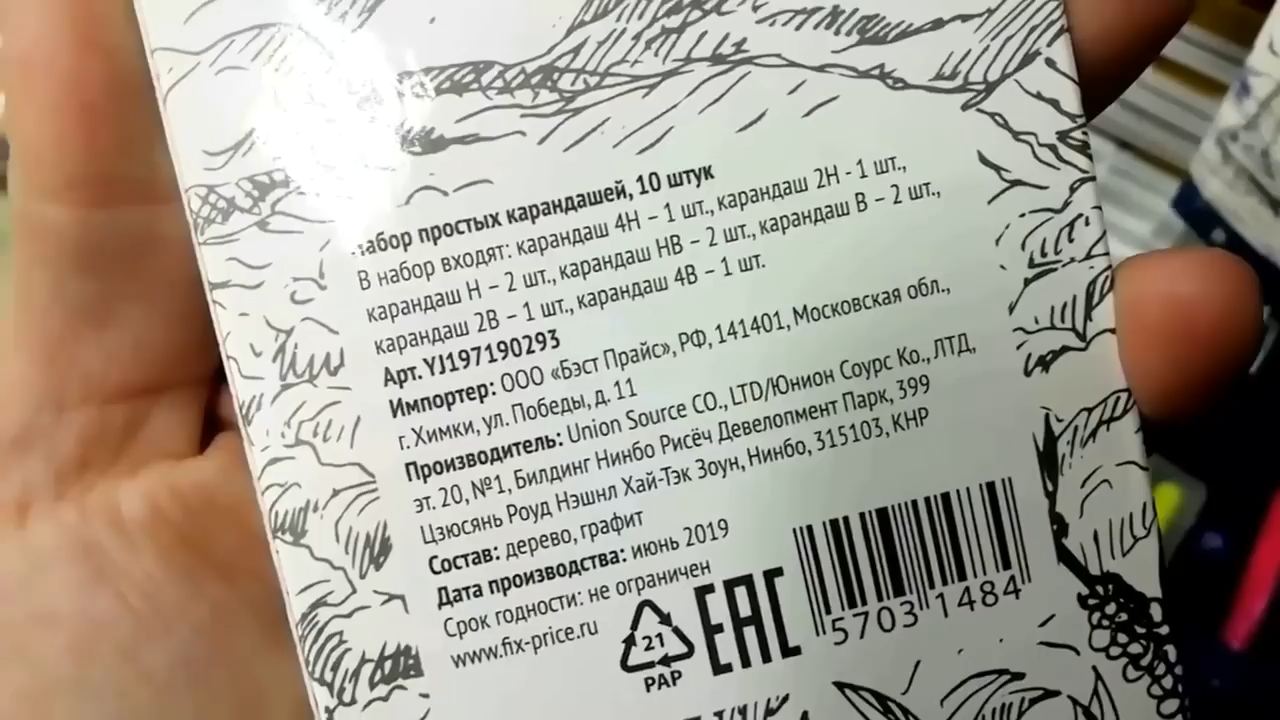 набор простых карандашей, 10 штук
В набор входят: карандаш 4H – 1 шт., карандаш 2H - 1 шт.,
карандаш H – 2 шт., карандаш HB – 2 шт., карандаш B – 2 шт.,
карандаш 2B – 1 шт., карандаш 4B – 1 шт.
Арт. YJ197190293
Импортер: ООО «Бэст Прайс», РФ, 141401, Московская обл.,
г. Химки, ул. Победы, д. 11
Производитель: Union Source CO., LTD/Юнион Соурс Ко., ЛТД,
эт. 20, №1, Билдинг Нинбо Рисёч Девелопмент Парк, 399
Цзюсянь Роуд Нэшнл Хай-Тэк Зоун, Нинбо, 315103, КНР
Состав: дерево, графит
Дата производства: июнь 2019
Срок годности: не ограничен
www.fix-price.ru
21
PAP
EAC
5703 1484